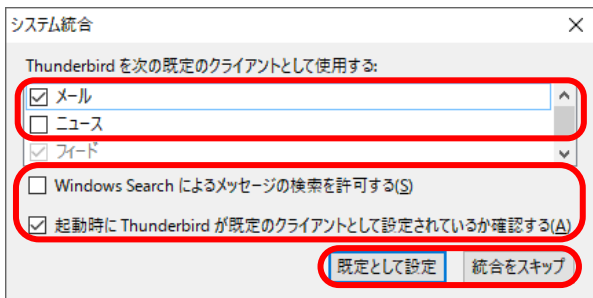 システム統合
Thunderbird を次の既定のクライアントとして使用する:
メール
ニュース
フィード
Windows Search によるメッセージの検索を許可する(S)
起動時に Thunderbird が既定のクライアントとして設定されているか確認する(A)
既定として設定 統合をスキップ